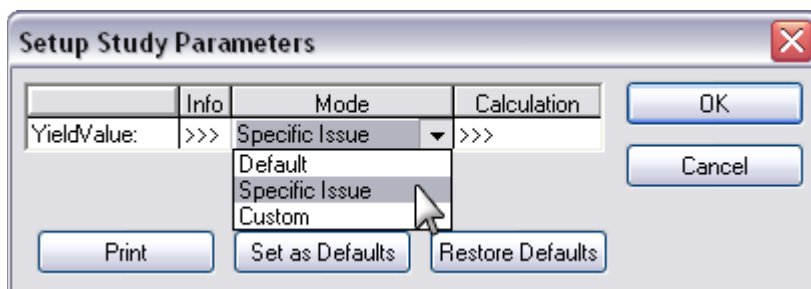 Setup Study Parameters
Info Mode Calculation
YieldValue: >>> Specific Issue >>>
OK
Default
Specific Issue
Custom
Cancel
Print Set as Defaults Restore Defaults